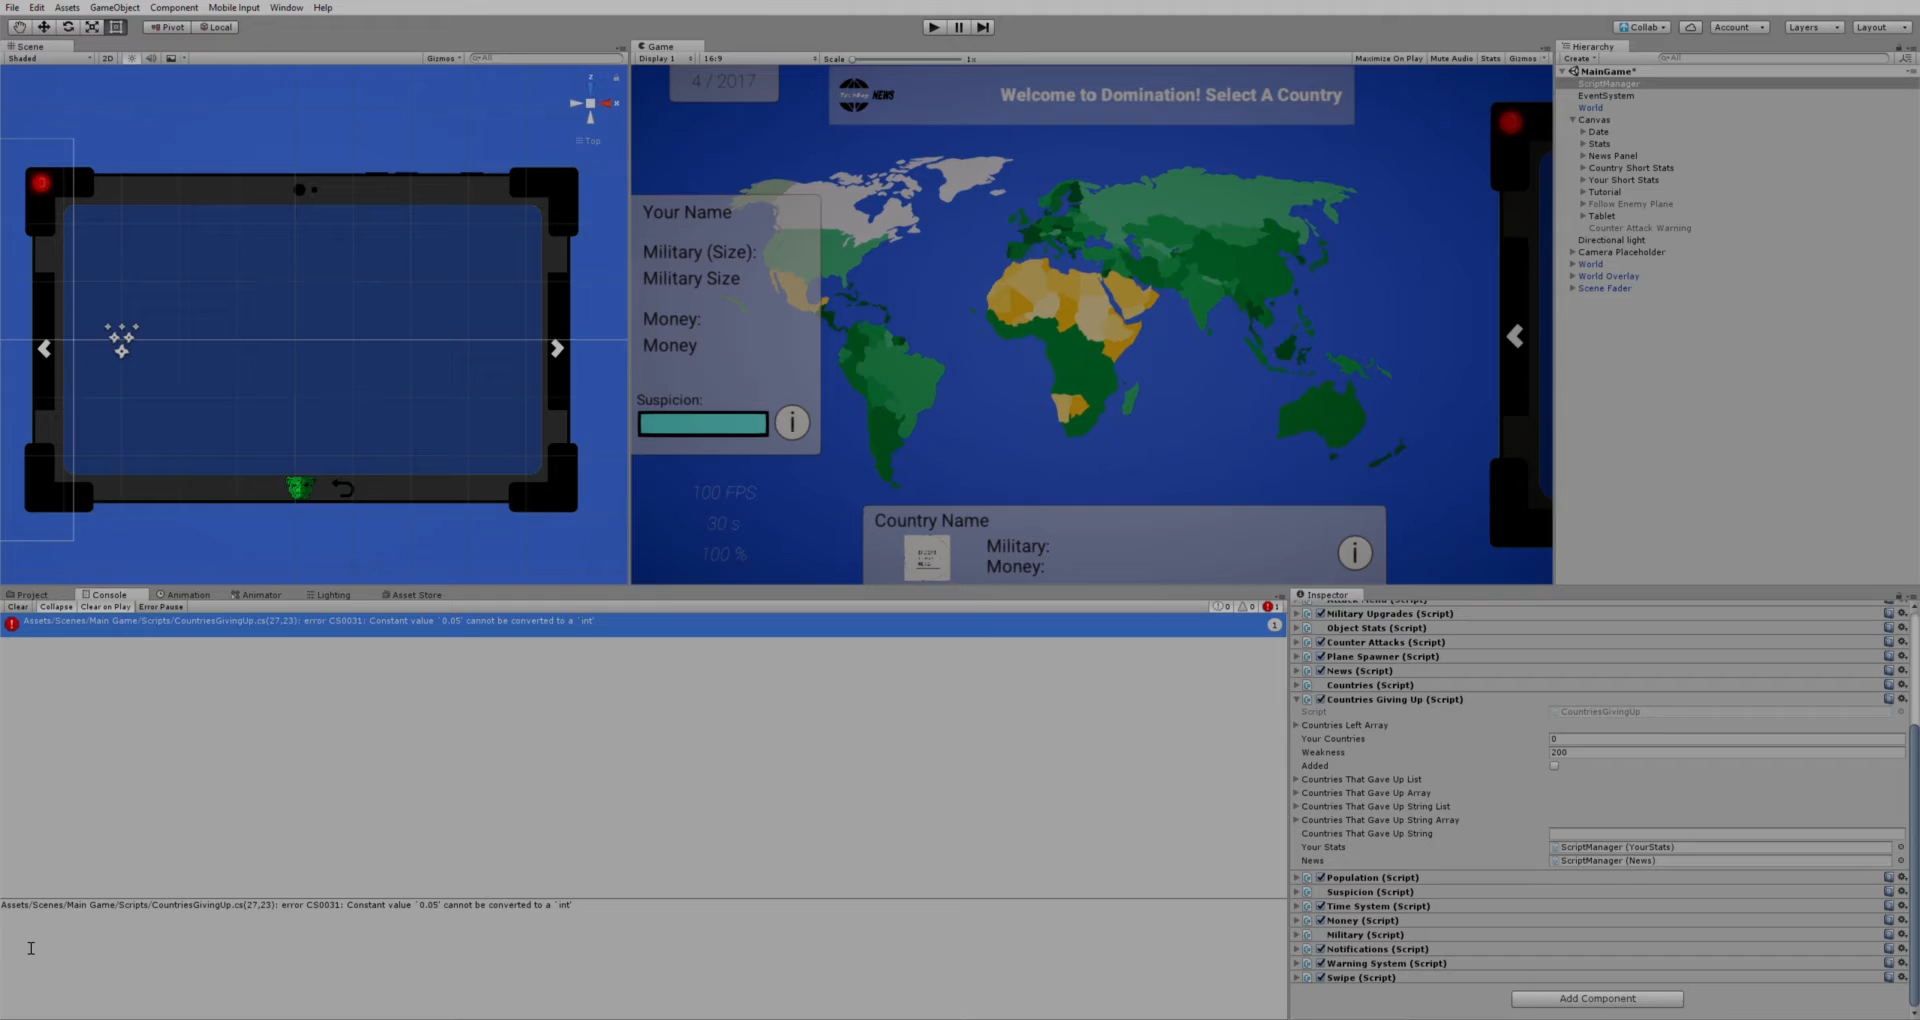 File Edit Assets GameObject Component Mobile Input Window Help
Pivot Local
Collab Account Layers Layout
Scene
Shaded 2D Gizmos All
z
x
Top
Game
Display 1 16:9 Scale 1x Maximize On Play Mute Audio Stats Gizmos
4 / 2017
NEWS
Welcome to Domination! Select A Country
Your Name
Military (Size):
Military Size
Money:
Money
Suspicion:
i
100 FPS
30 s
100 %
Country Name
Military:
Money:
i
Hierarchy
Create All
MainGame*
ScriptManager
EventSystem
World
Canvas
Date
Stats
News Panel
Country Short Stats
Your Short Stats
Tutorial
Follow Enemy Plane
Tablet
Counter Attack Warning
Directional light
Camera Placeholder
World
World Overlay
Scene Fader
Project Console Animation Animator Lighting Asset Store
Clear Collapse Clear on Play Error Pause 0 0 1
Assets/Scenes/Main Game/Scripts/CountriesGivingUp.cs(27,23): error CS0031: Constant value `0.05' cannot be converted to a `int'
1
Assets/Scenes/Main Game/Scripts/CountriesGivingUp.cs(27,23): error CS0031: Constant value `0.05' cannot be converted to a `int'
Inspector
Military Upgrades (Script)
Object Stats (Script)
Counter Attacks (Script)
Plane Spawner (Script)
News (Script)
Countries (Script)
Countries Giving Up (Script)
Script CountriesGivingUp
Countries Left Array
Your Countries 0
Weakness 200
Added
Countries That Gave Up List
Countries That Gave Up Array
Countries That Gave Up String List
Countries That Gave Up String Array
Countries That Gave Up String
Your Stats ScriptManager (YourStats)
News ScriptManager (News)
Population (Script)
Suspicion (Script)
Time System (Script)
Money (Script)
Military (Script)
Notifications (Script)
Warning System (Script)
Swipe (Script)
Add Component